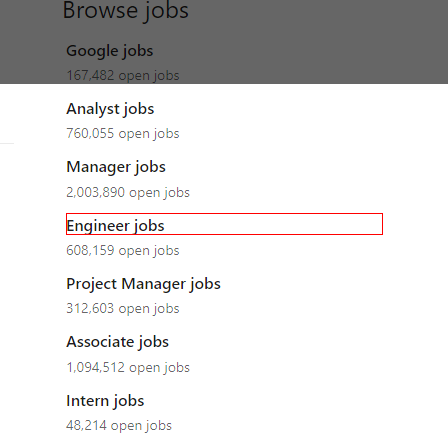 Browse jobs
Google jobs
167,482 open jobs
Analyst jobs
760,055 open jobs
Manager jobs
2,003,890 open jobs
Engineer jobs
608,159 open jobs
Project Manager jobs
312,603 open jobs
Associate jobs
1,094,512 open jobs
Intern jobs
48,214 open jobs